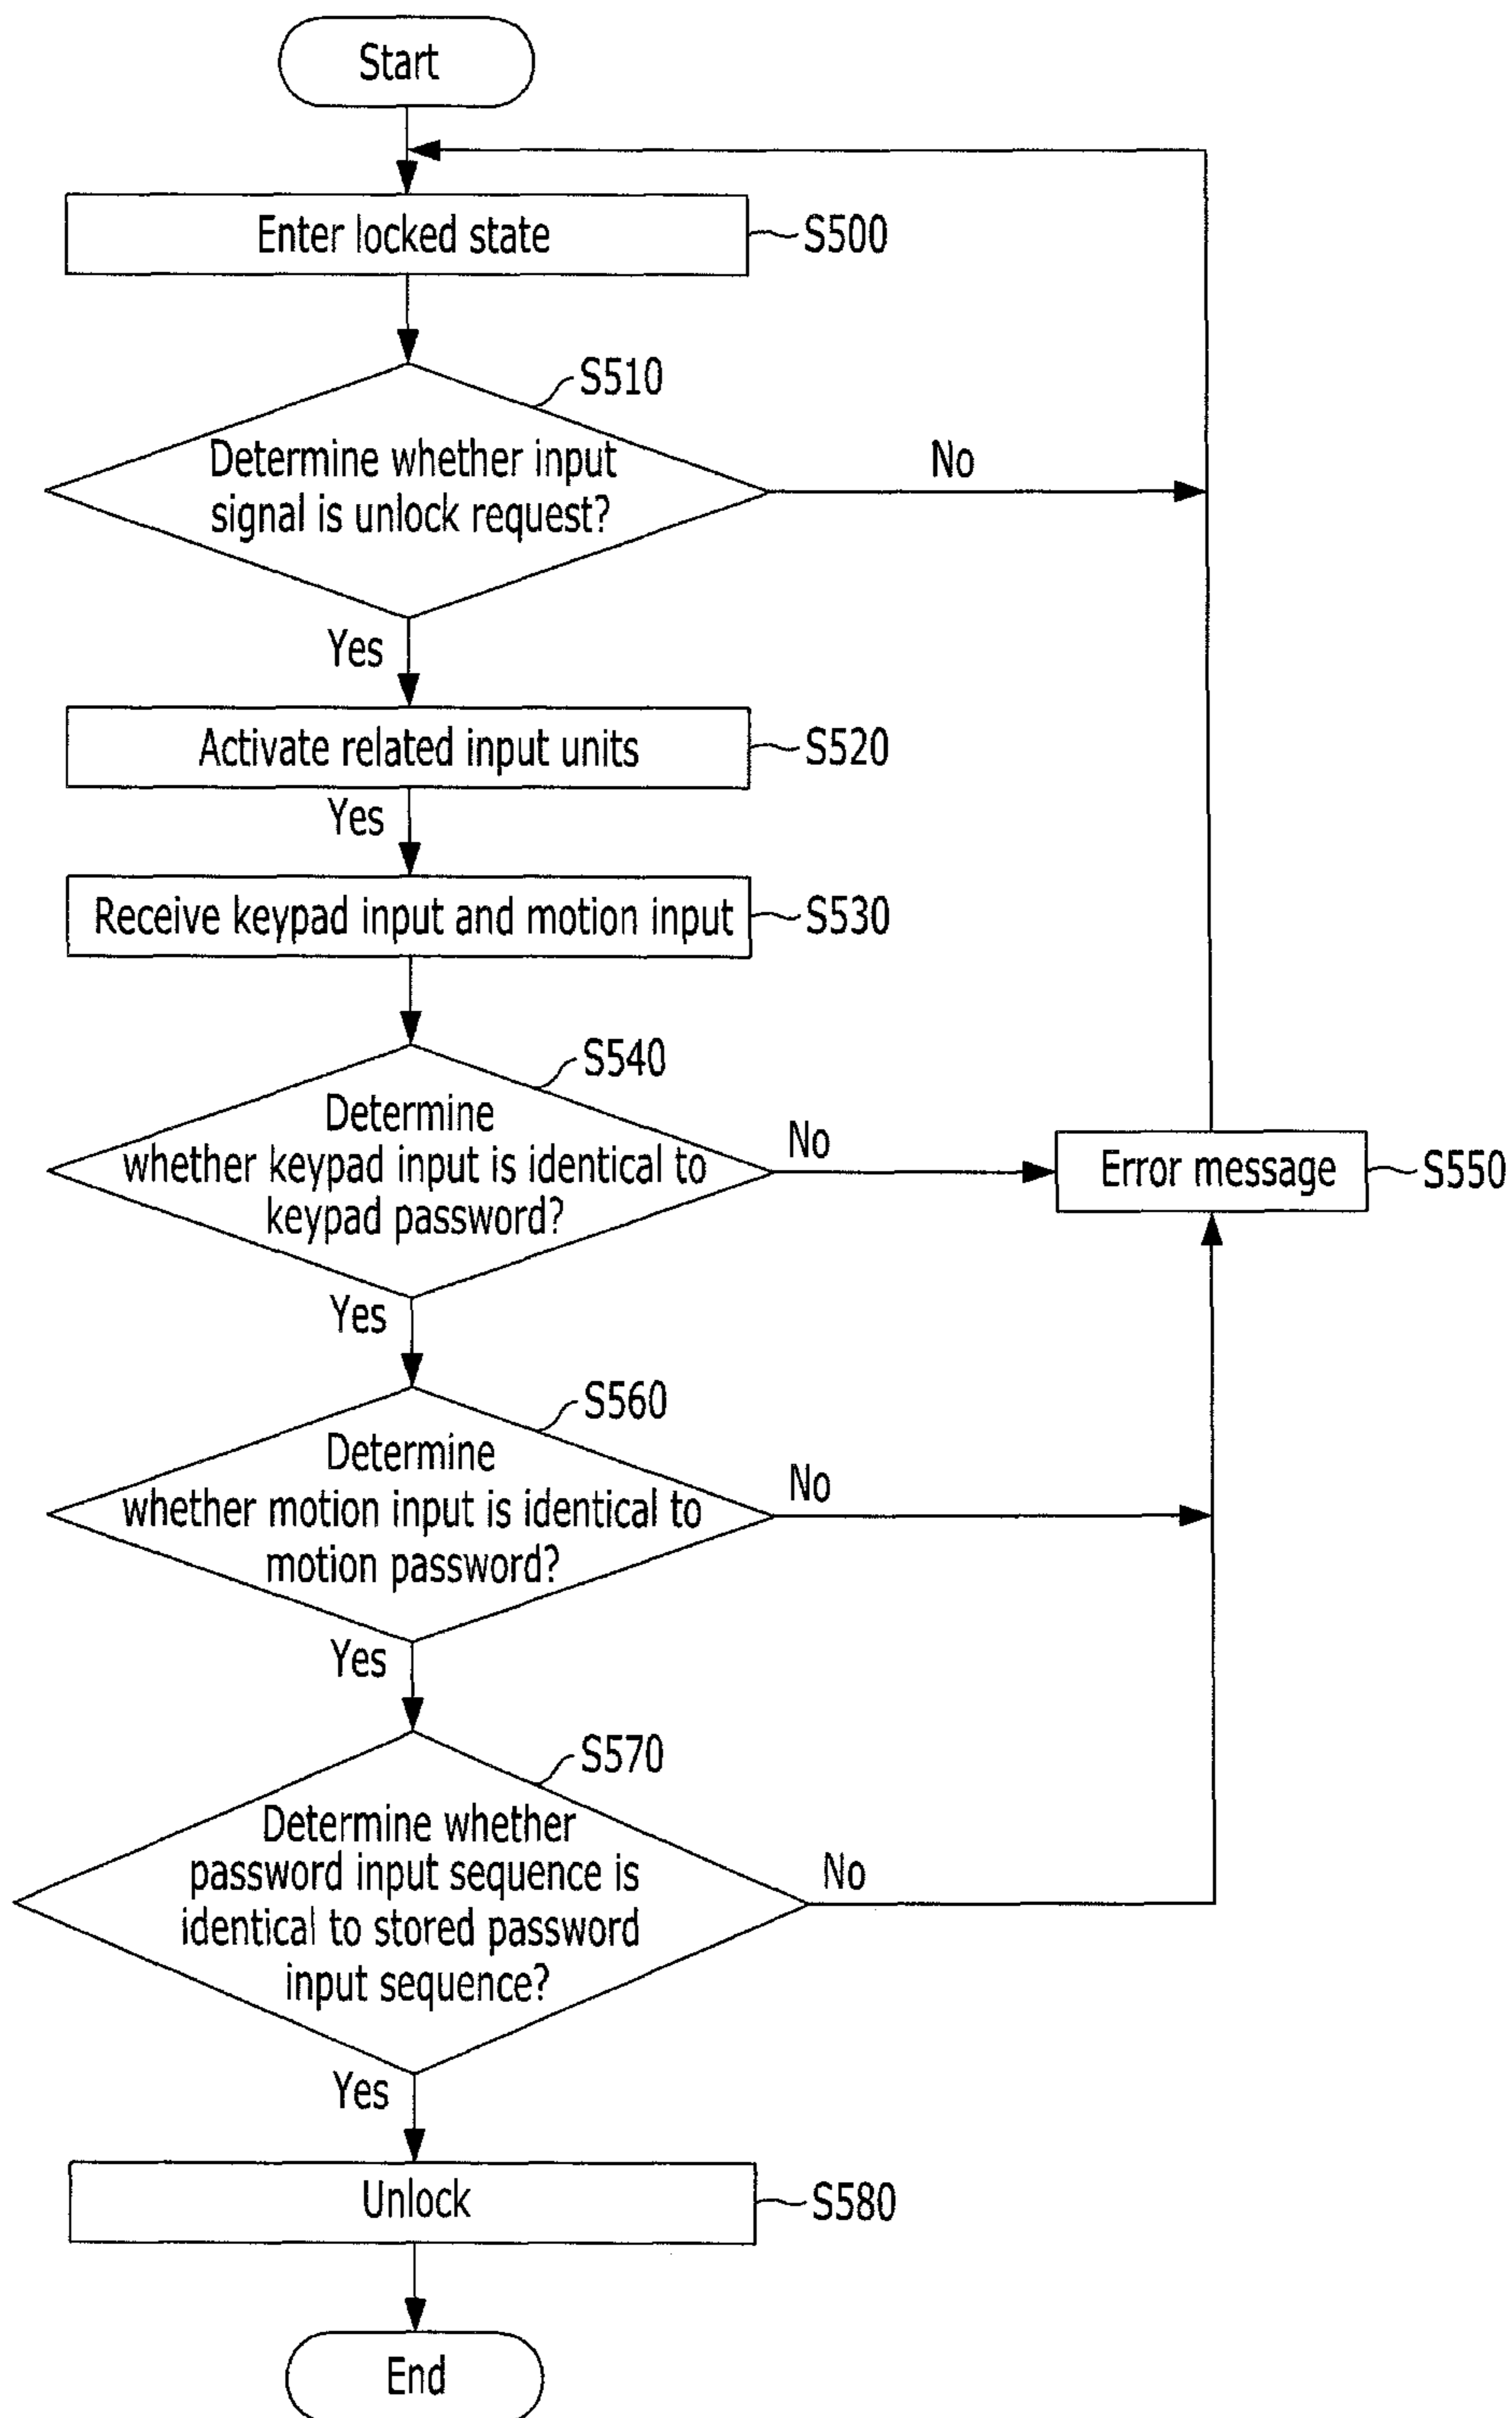 Start
Enter locked state
S500
S510
Determine whether input
signal is unlock request?
No
Yes
Activate related input units
S520
Yes
Receive keypad input and motion input
S530
S540
Determine
whether keypad input is identical to
keypad password?
No
Error message
S550
Yes
S560
Determine
whether motion input is identical to
motion password?
No
Yes
S570
Determine whether
password input sequence is
identical to stored password
input sequence?
No
Yes
Unlock
S580
End